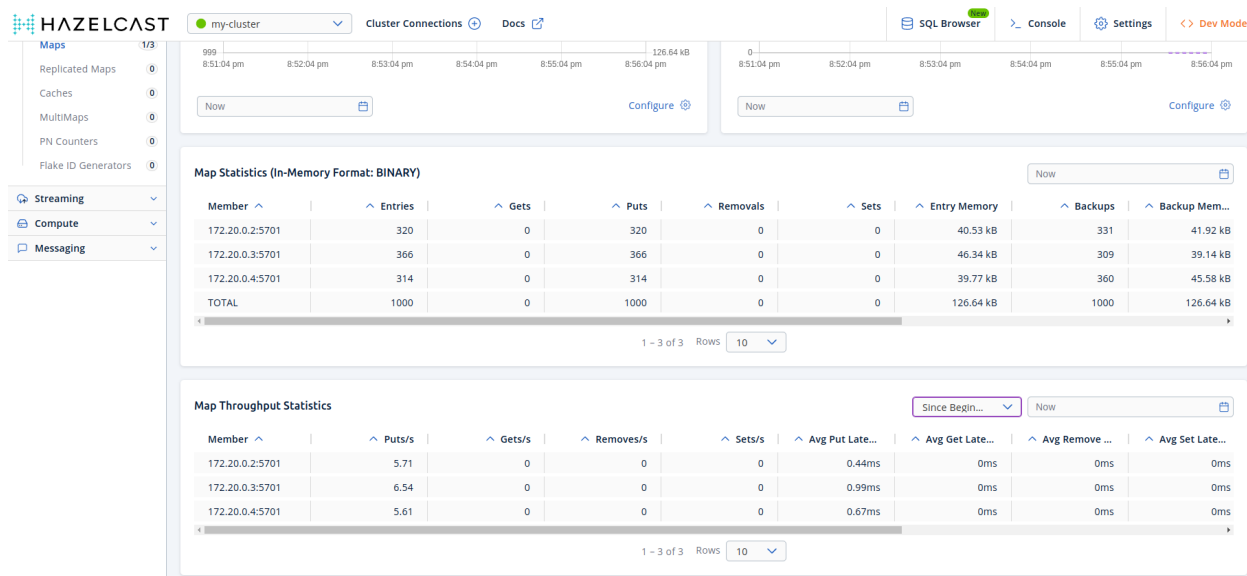 HAZELCAST my-cluster Cluster Connections Docs New SQL Browser >_ Console Settings <> Dev Mode
Maps 1/3
Replicated Maps 0
Caches 0
MultiMaps 0
PN Counters 0
Flake ID Generators 0
Streaming
Compute
Messaging
999 126.64 kB
8:51:04 pm 8:52:04 pm 8:53:04 pm 8:54:04 pm 8:55:04 pm 8:56:04 pm
Now Configure
0
8:51:04 pm 8:52:04 pm 8:53:04 pm 8:54:04 pm 8:55:04 pm 8:56:04 pm
Now Configure
Map Statistics (In-Memory Format: BINARY) Now
Member Entries Gets Puts Removals Sets Entry Memory Backups Backup Mem...
172.20.0.2:5701 320 0 320 0 0 40.53 kB 331 41.92 kB
172.20.0.3:5701 366 0 366 0 0 46.34 kB 309 39.14 kB
172.20.0.4:5701 314 0 314 0 0 39.77 kB 360 45.58 kB
TOTAL 1000 0 1000 0 0 126.64 kB 1000 126.64 kB
1 – 3 of 3 Rows 10
Map Throughput Statistics Since Begin... Now
Member Puts/s Gets/s Removes/s Sets/s Avg Put Late... Avg Get Late... Avg Remove ... Avg Set Late...
172.20.0.2:5701 5.71 0 0 0 0.44ms 0ms 0ms 0ms
172.20.0.3:5701 6.54 0 0 0 0.99ms 0ms 0ms 0ms
172.20.0.4:5701 5.61 0 0 0 0.67ms 0ms 0ms 0ms
1 – 3 of 3 Rows 10